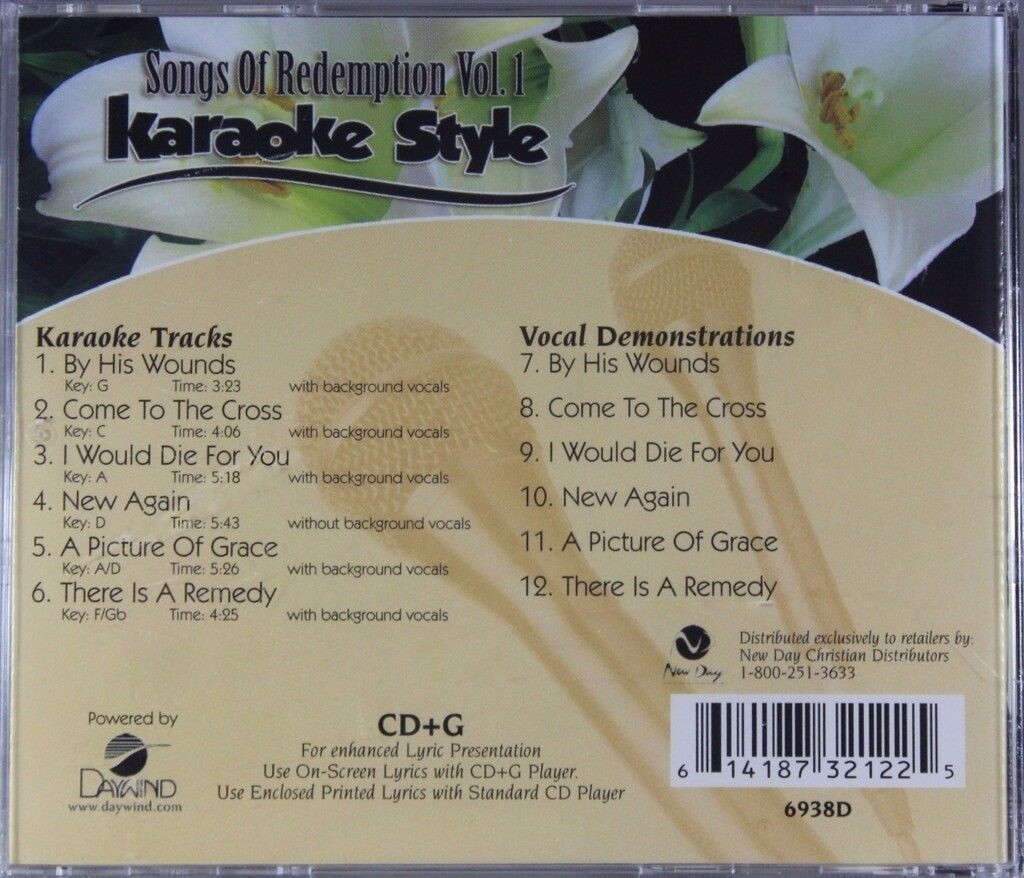 Songs Of Redemption Vol. 1
Karaoke Style
Karaoke Tracks
1. By His Wounds
Key: G Time: 3:23 with background vocals
2. Come To The Cross
Key: C Time: 4:06 with background vocals
3. I Would Die For You
Key: A Time: 5:18 with background vocals
4. New Again
Key: D Time: 5:43 without background vocals
5. A Picture Of Grace
Key: A/D Time: 5:26 with background vocals
6. There Is A Remedy
Key: F/Gb Time: 4:25 with background vocals
Vocal Demonstrations
7. By His Wounds
8. Come To The Cross
9. I Would Die For You
10. New Again
11. A Picture Of Grace
12. There Is A Remedy
New Day
Distributed exclusively to retailers by:
New Day Christian Distributors
1-800-251-3633
Powered by
DAYWIND
www.daywind.com
CD+G
For enhanced Lyric Presentation
Use On-Screen Lyrics with CD+G Player.
Use Enclosed Printed Lyrics with Standard CD Player
6 14187 32122 5
6938D